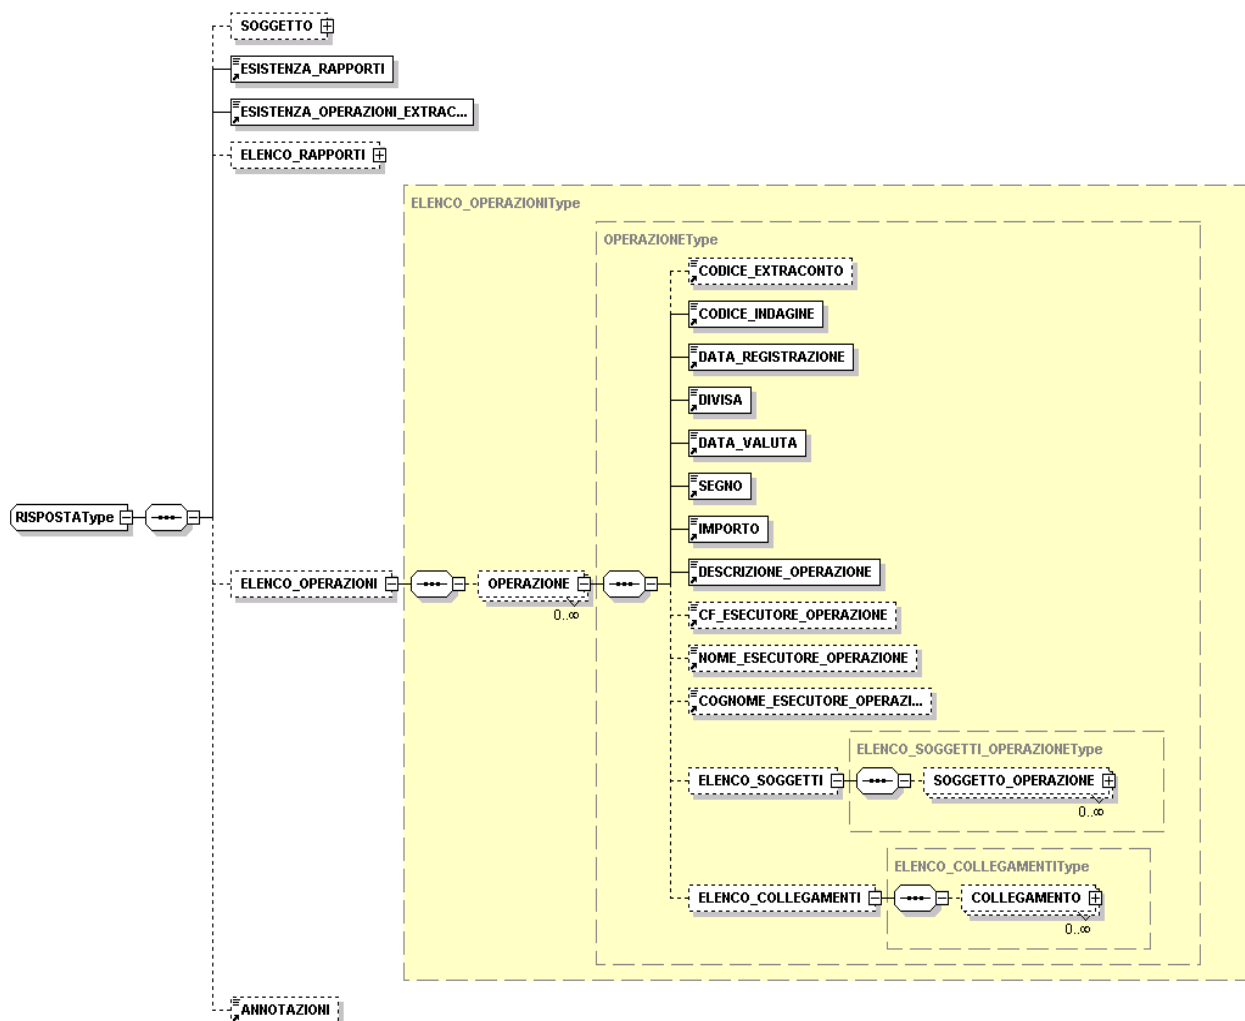 SOGGETTO
ESISTENZA_RAPPORTI
ESISTENZA_OPERAZIONI_EXTRAC...
ELENCO_RAPPORTI
ELENCO_OPERAZIONIType
OPERAZIONEType
CODICE_EXTRACONTO
CODICE_INDAGINE
DATA_REGISTRAZIONE
DIVISA
DATA_VALUTA
SEGNO
RISPOSTAType
IMPORTO
DESCRIZIONE_OPERAZIONE
ELENCO_OPERAZIONI
OPERAZIONE
0..∞
CF_ESECUTORE_OPERAZIONE
NOME_ESECUTORE_OPERAZIONE
COGNOME_ESECUTORE_OPERAZI...
ELENCO_SOGGETTI_OPERAZIONEType
ELENCO_SOGGETTI
SOGGETTO_OPERAZIONE
0..∞
ELENCO_COLLEGAMENTIType
ELENCO_COLLEGAMENTI
COLLEGAMENTO
0..∞
ANNOTAZIONI